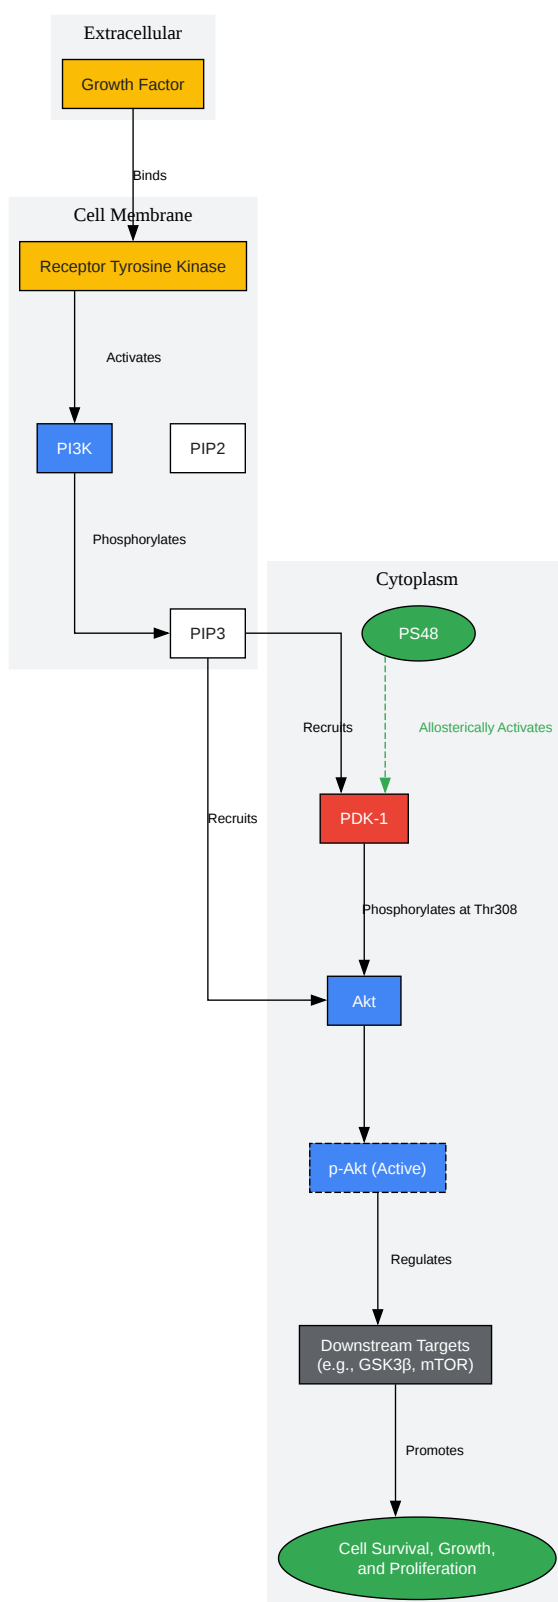 Extracellular
Growth Factor
Binds
Cell Membrane
Receptor Tyrosine Kinase
Activates
PI3K
PIP2
Phosphorylates
Cytoplasm
PIP3
PS48
Recruits
Allosterically Activates
PDK-1
Recruits
Phosphorylates at Thr308
Akt
p-Akt (Active)
Regulates
Downstream Targets
(e.g., GSK3β, mTOR)
Promotes
Cell Survival, Growth,
and Proliferation